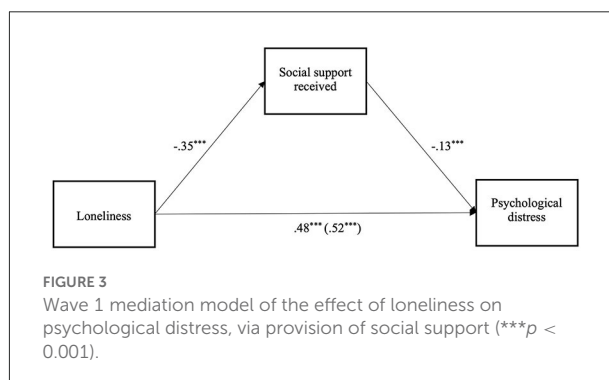 Social support
received
-.35***
-.13***
Loneliness
Psychological
distress
.48*** (.52***)
FIGURE 3
Wave 1 mediation model of the effect of loneliness on
psychological distress, via provision of social support (***p <
0.001).